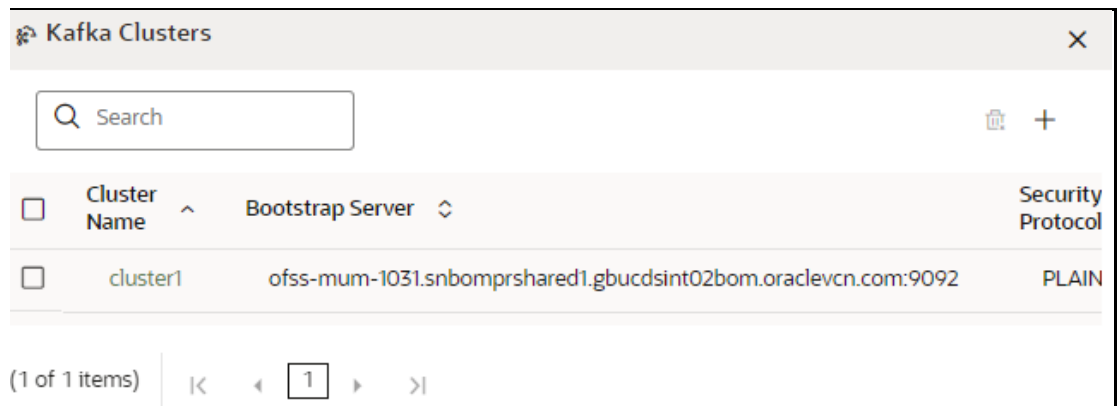 Kafka Clusters
Search
Cluster Name
Bootstrap Server
Security Protocol
cluster1
ofss-mum-1031.snbomprshared1.gbucdsint02bom.oraclevcn.com:9092
PLAIN
(1 of 1 items)
1